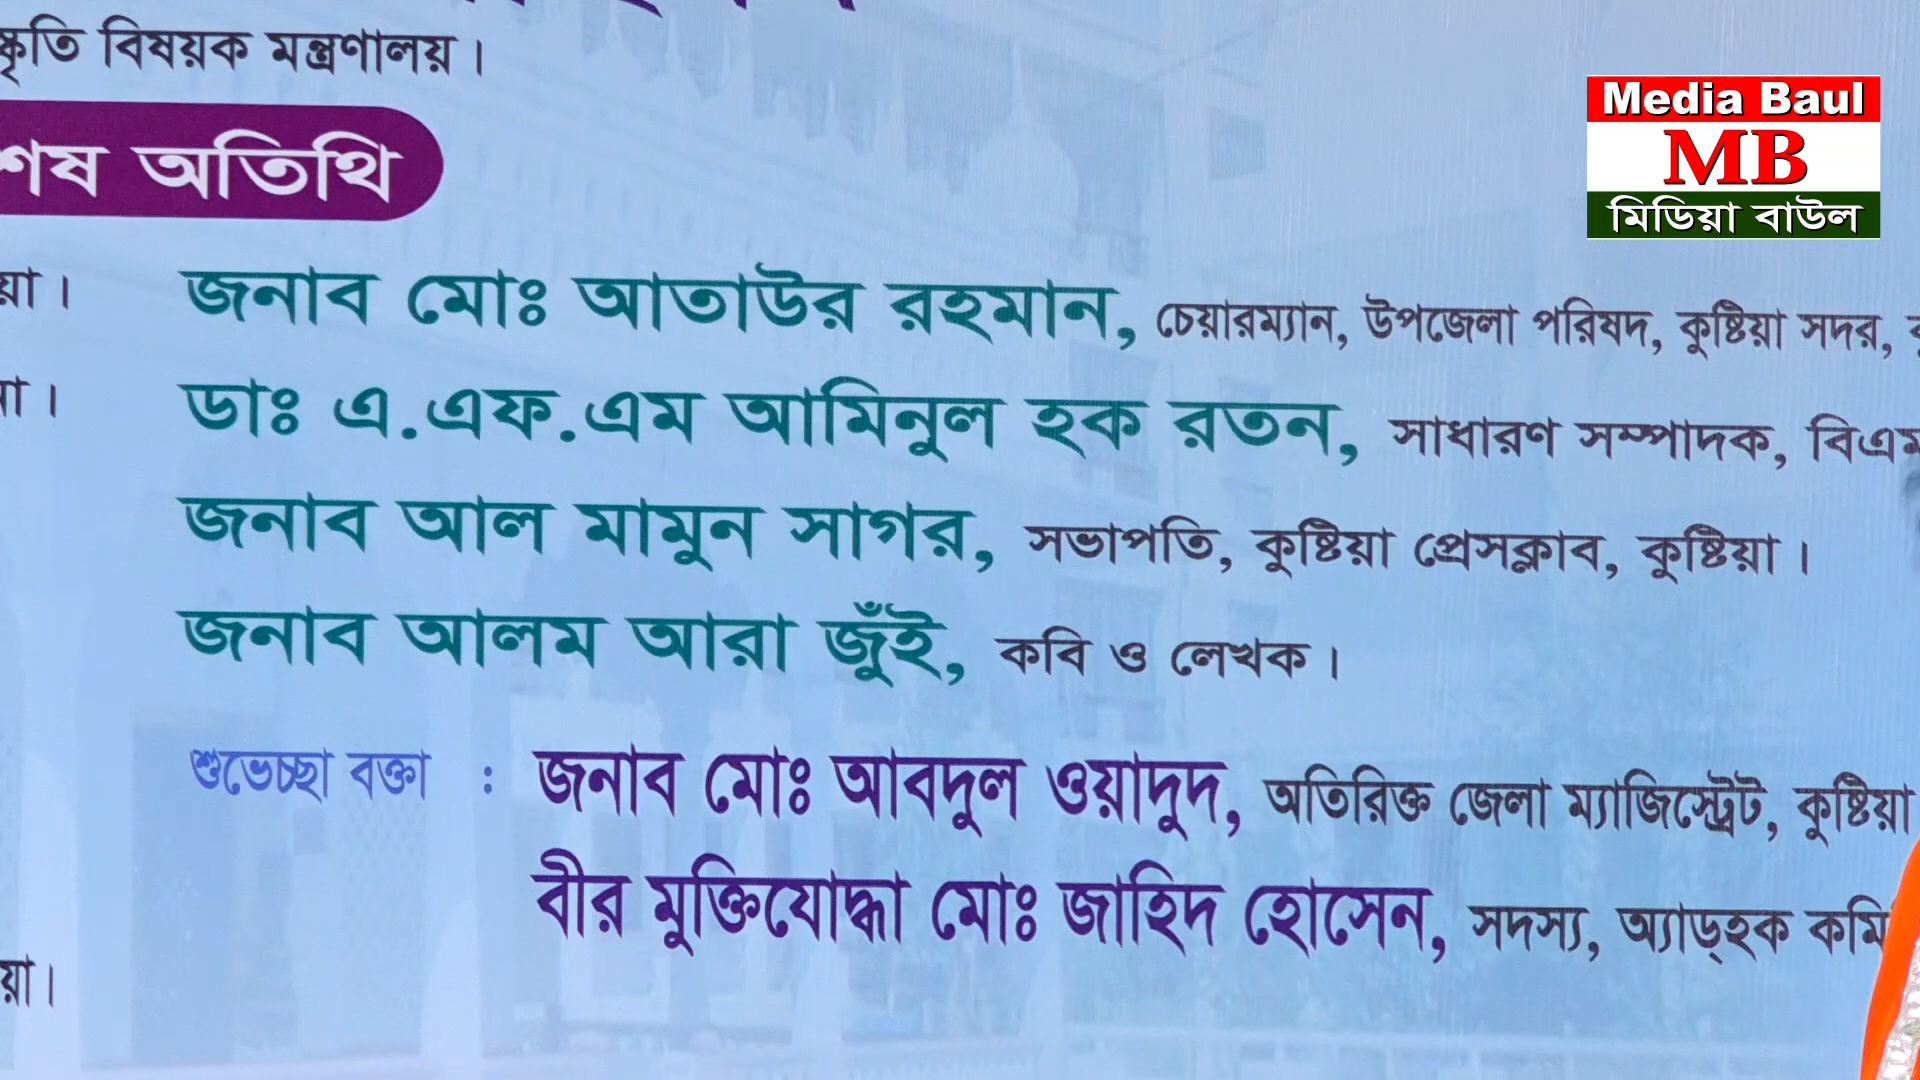 বিষয়ক মন্ত্রণালয়।
Media Baul
MB
মিডিয়া বাউল
অতিথি
জনাব মোঃ আতাউর রহমান, চেয়ারম্যান, উপজেলা পরিষদ, কুষ্টিয়া সদর,
ডাঃ এ.এফ.এম আমিনুল হক রতন, সাধারণ সম্পাদক,
জনাব আল মামুন সাগর, সভাপতি, কুষ্টিয়া প্রেসক্লাব, কুষ্টিয়া।
জনাব আলম আরা জুঁই, কবি ও লেখক।
শুভেচ্ছা বক্তা : জনাব মোঃ আবদুল ওয়াদুদ, অতিরিক্ত জেলা ম্যাজিস্ট্রেট, কুষ্টিয়া
বীর মুক্তিযোদ্ধা মোঃ জাহিদ হোসেন, সদস্য, অ্যাড্হক